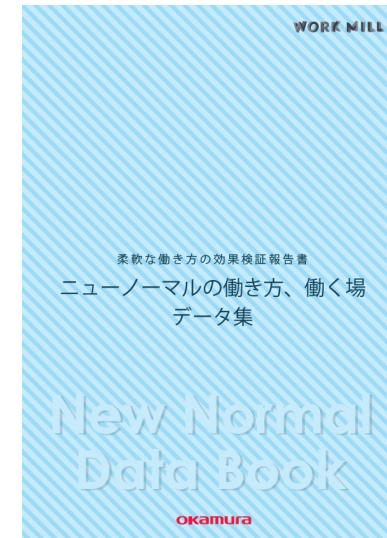 WORK MILL
柔軟な働き方の効果検証報告書
ニューノーマルの働き方、働く場
データ集
New Normal
Data Book
okamura